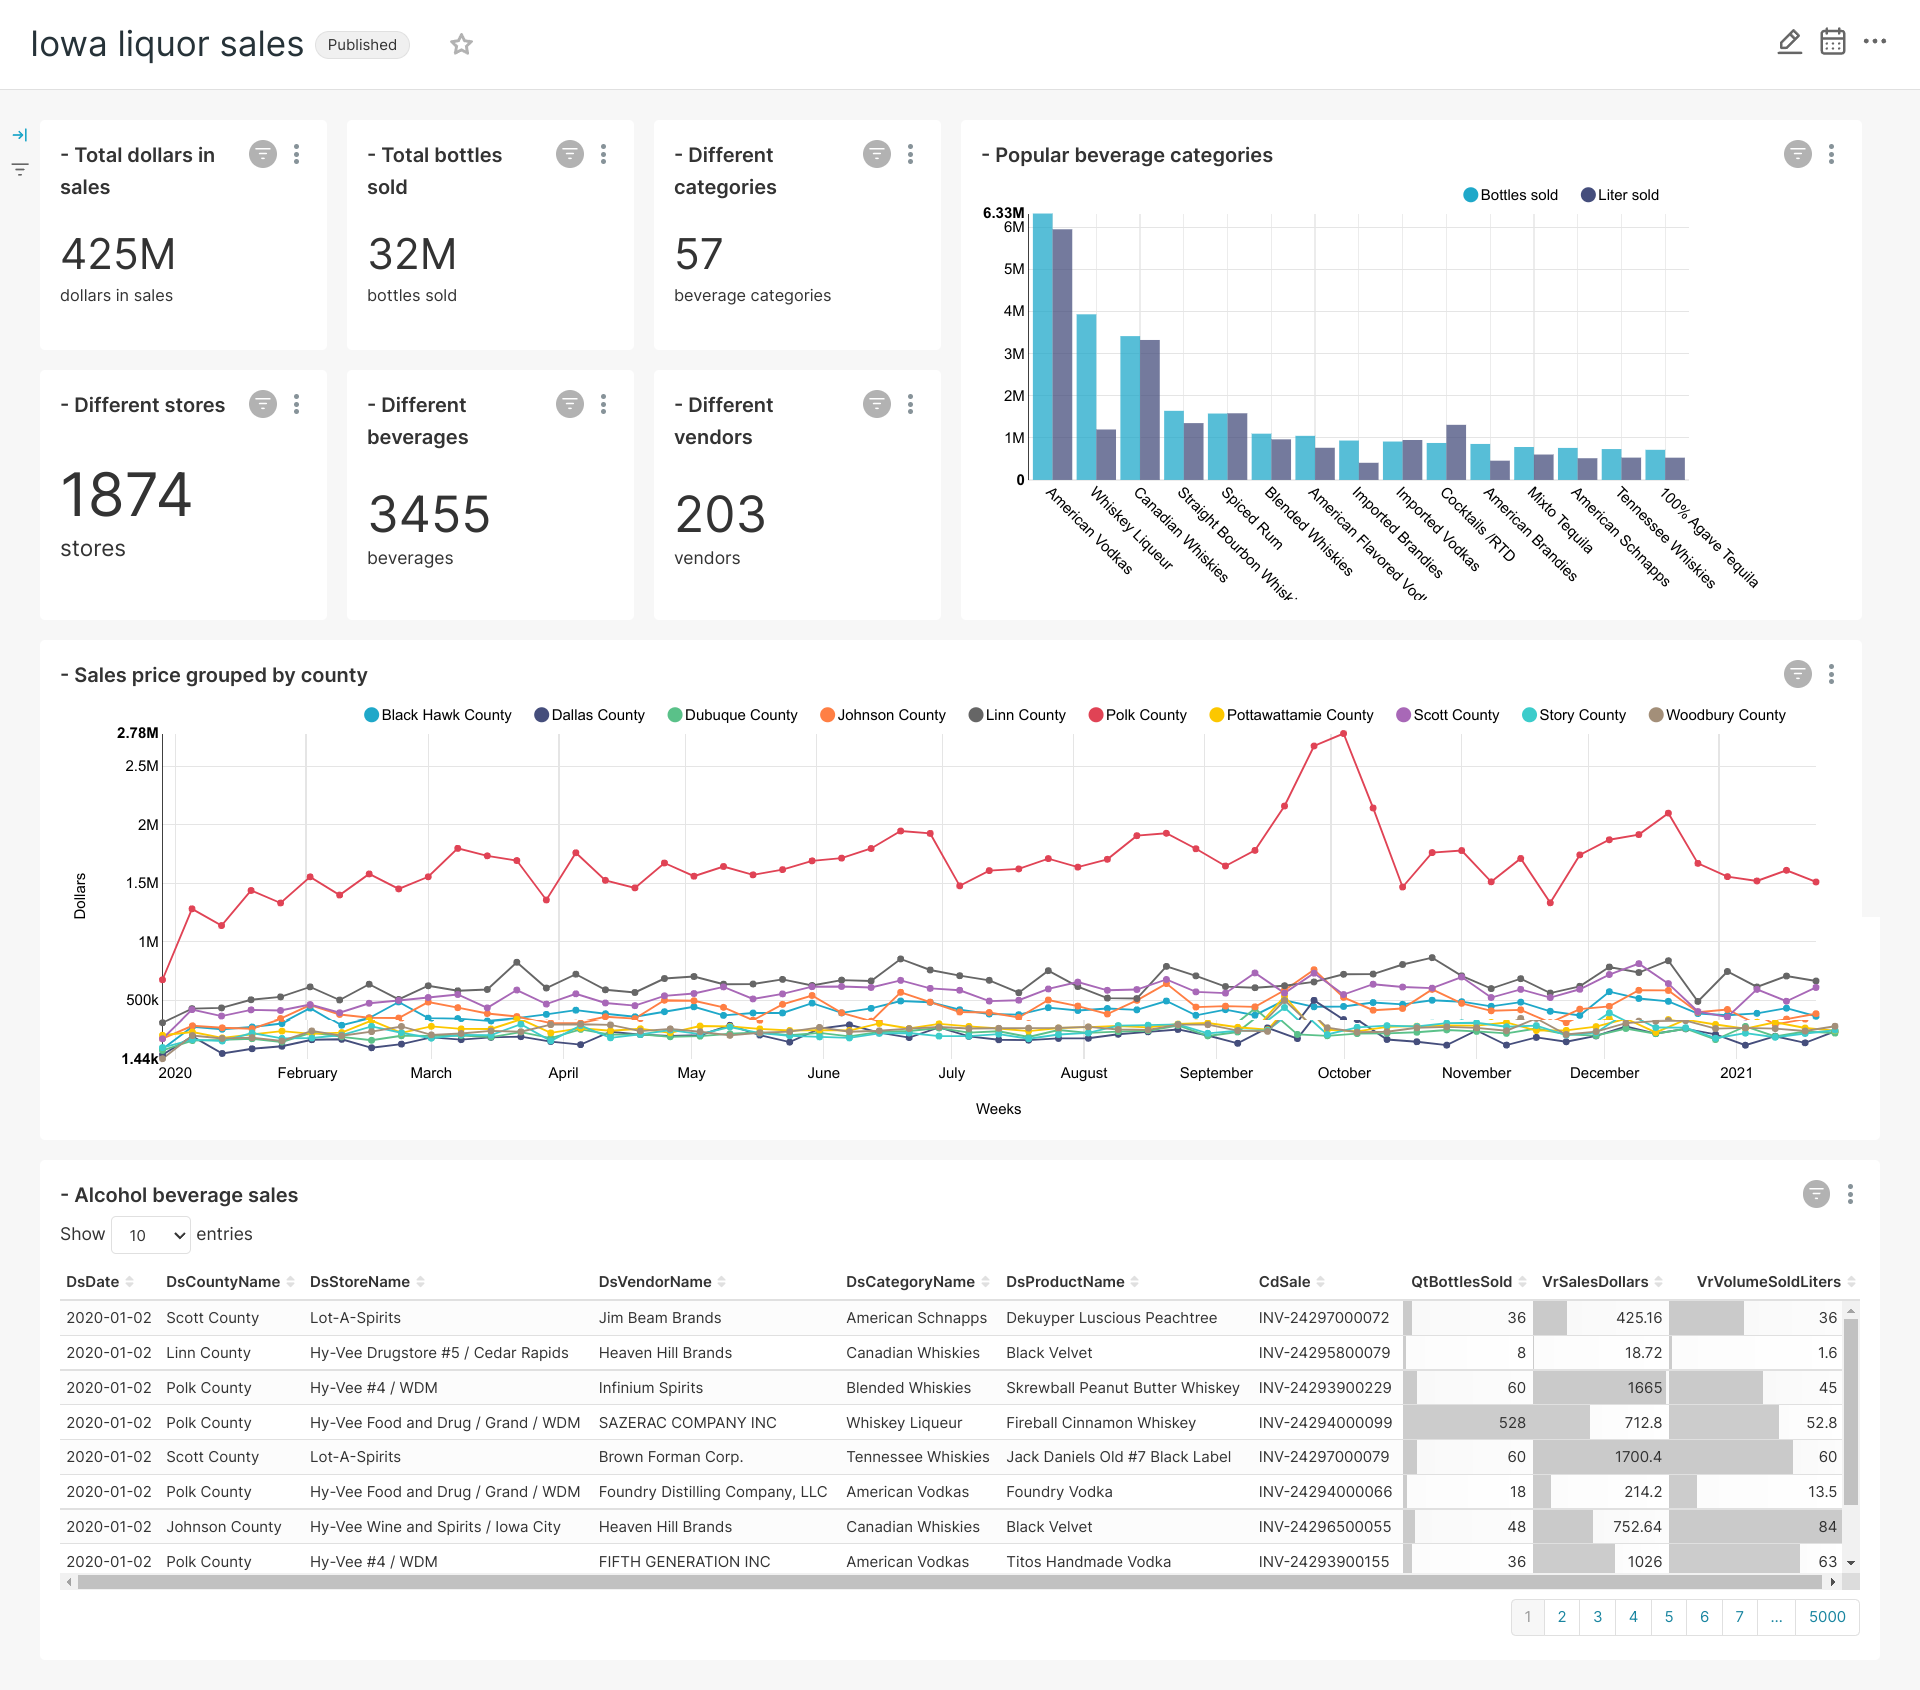 Iowa liquor sales Published
- Total dollars in
sales
425M
dollars in sales
- Total bottles
sold
32M
bottles sold
- Different
categories
57
beverage categories
- Different stores
1874
stores
- Different
beverages
3455
beverages
- Different
vendors
203
vendors
- Popular beverage categories
Bottles sold Liter sold
6.33M
6M
5M
4M
3M
2M
1M
0
American Vodkas
Whiskey Liqueur
Canadian Whiskies
Straight Bourbon Whiski
Spiced Rum
Blended Whiskies
American Flavored Vod
Imported Brandies
Imported Vodkas
Cocktails /RTD
American Brandies
Mixto Tequila
American Schnapps
Tennessee Whiskies
100% Agave Tequila
- Sales price grouped by county
Black Hawk County Dallas County Dubuque County Johnson County Linn County Polk County Pottawattamie County Scott County Story County Woodbury County
2.78M
2.5M
2M
1.5M
1M
500k
1.44k
Dollars
2020 February March April May June July August September October November December 2021
Weeks
- Alcohol beverage sales
Show 10 entries
DsDate DsCountyName DsStoreName DsVendorName DsCategoryName DsProductName CdSale QtBottlesSold VrSalesDollars VrVolumeSoldLiters
2020-01-02 Scott County Lot-A-Spirits Jim Beam Brands American Schnapps Dekuyper Luscious Peachtree INV-24297000072 36 425.16 36
2020-01-02 Linn County Hy-Vee Drugstore #5 / Cedar Rapids Heaven Hill Brands Canadian Whiskies Black Velvet INV-24295800079 8 18.72 1.6
2020-01-02 Polk County Hy-Vee #4 / WDM Infinium Spirits Blended Whiskies Skrewball Peanut Butter Whiskey INV-24293900229 60 1665 45
2020-01-02 Polk County Hy-Vee Food and Drug / Grand / WDM SAZERAC COMPANY INC Whiskey Liqueur Fireball Cinnamon Whiskey INV-24294000099 528 712.8 52.8
2020-01-02 Scott County Lot-A-Spirits Brown Forman Corp. Tennessee Whiskies Jack Daniels Old #7 Black Label INV-24297000079 60 1700.4 60
2020-01-02 Polk County Hy-Vee Food and Drug / Grand / WDM Foundry Distilling Company, LLC American Vodkas Foundry Vodka INV-24294000066 18 214.2 13.5
2020-01-02 Johnson County Hy-Vee Wine and Spirits / Iowa City Heaven Hill Brands Canadian Whiskies Black Velvet INV-24296500055 48 752.64 84
2020-01-02 Polk County Hy-Vee #4 / WDM FIFTH GENERATION INC American Vodkas Titos Handmade Vodka INV-24293900155 36 1026 63
1 2 3 4 5 6 7 ... 5000